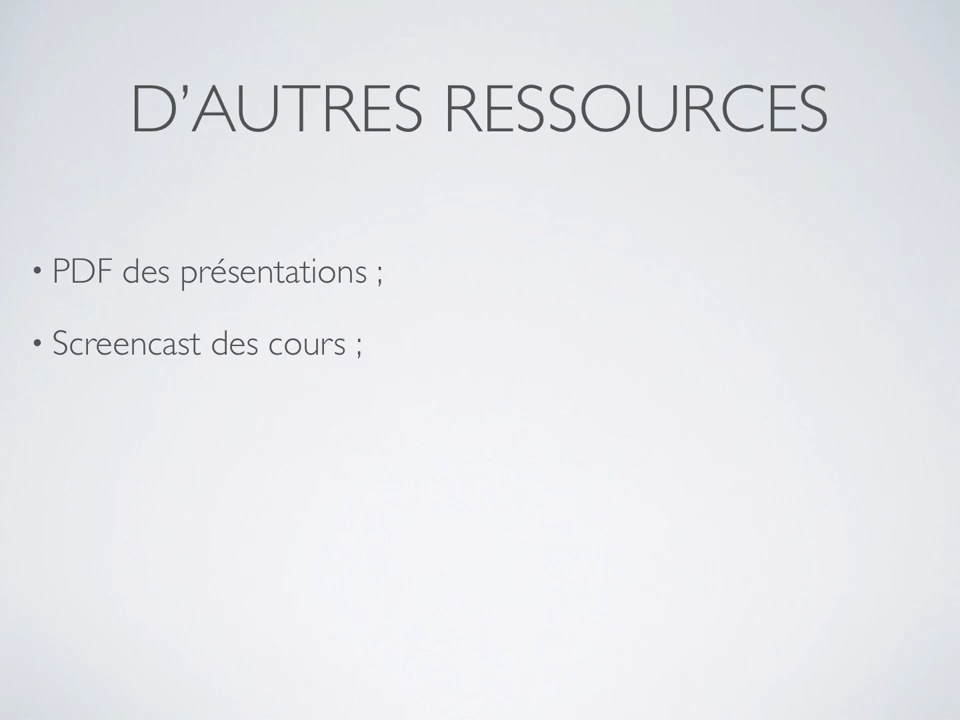 D’AUTRES RESSOURCES
• PDF des présentations ;
• Screencast des cours ;